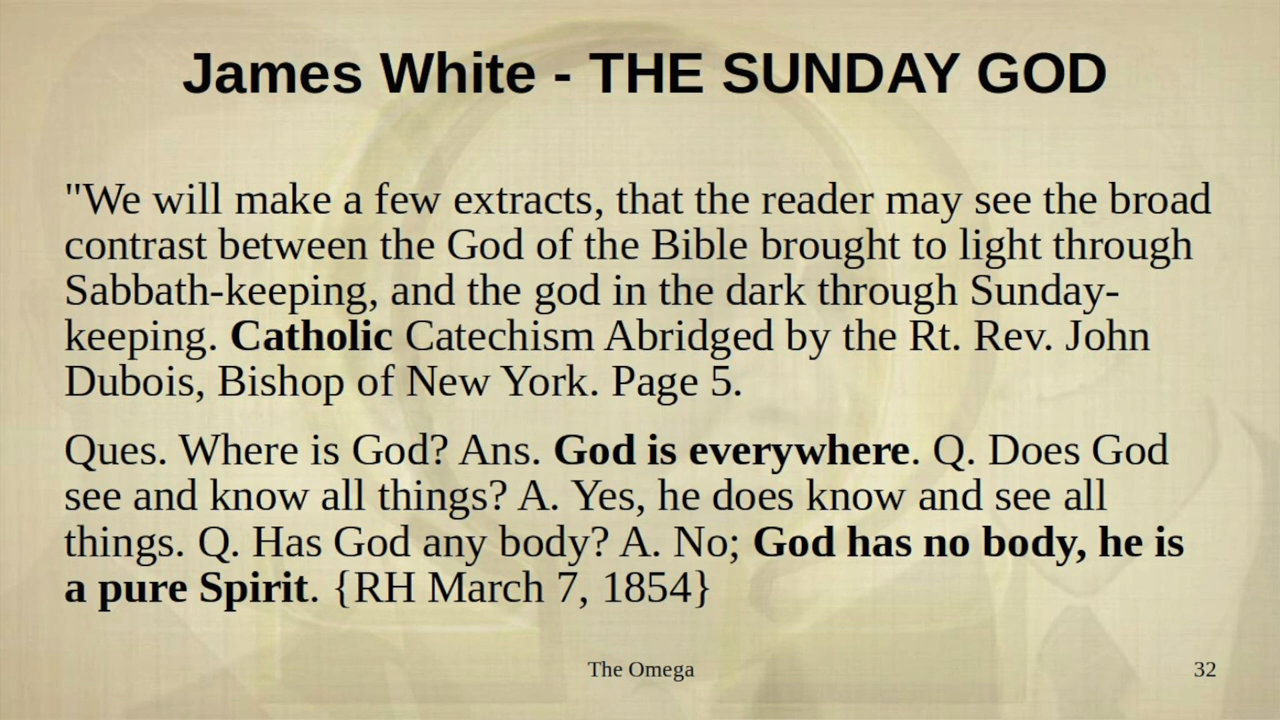 James White - THE SUNDAY GOD
"We will make a few extracts, that the reader may see the broad
contrast between the God of the Bible brought to light through
Sabbath-keeping, and the god in the dark through Sunday-
keeping. Catholic Catechism Abridged by the Rt. Rev. John
Dubois, Bishop of New York. Page 5.
Ques. Where is God? Ans. God is everywhere. Q. Does God
see and know all things? A. Yes, he does know and see all
things. Q. Has God any body? A. No; God has no body, he is
a pure Spirit. {RH March 7, 1854}
The Omega
32